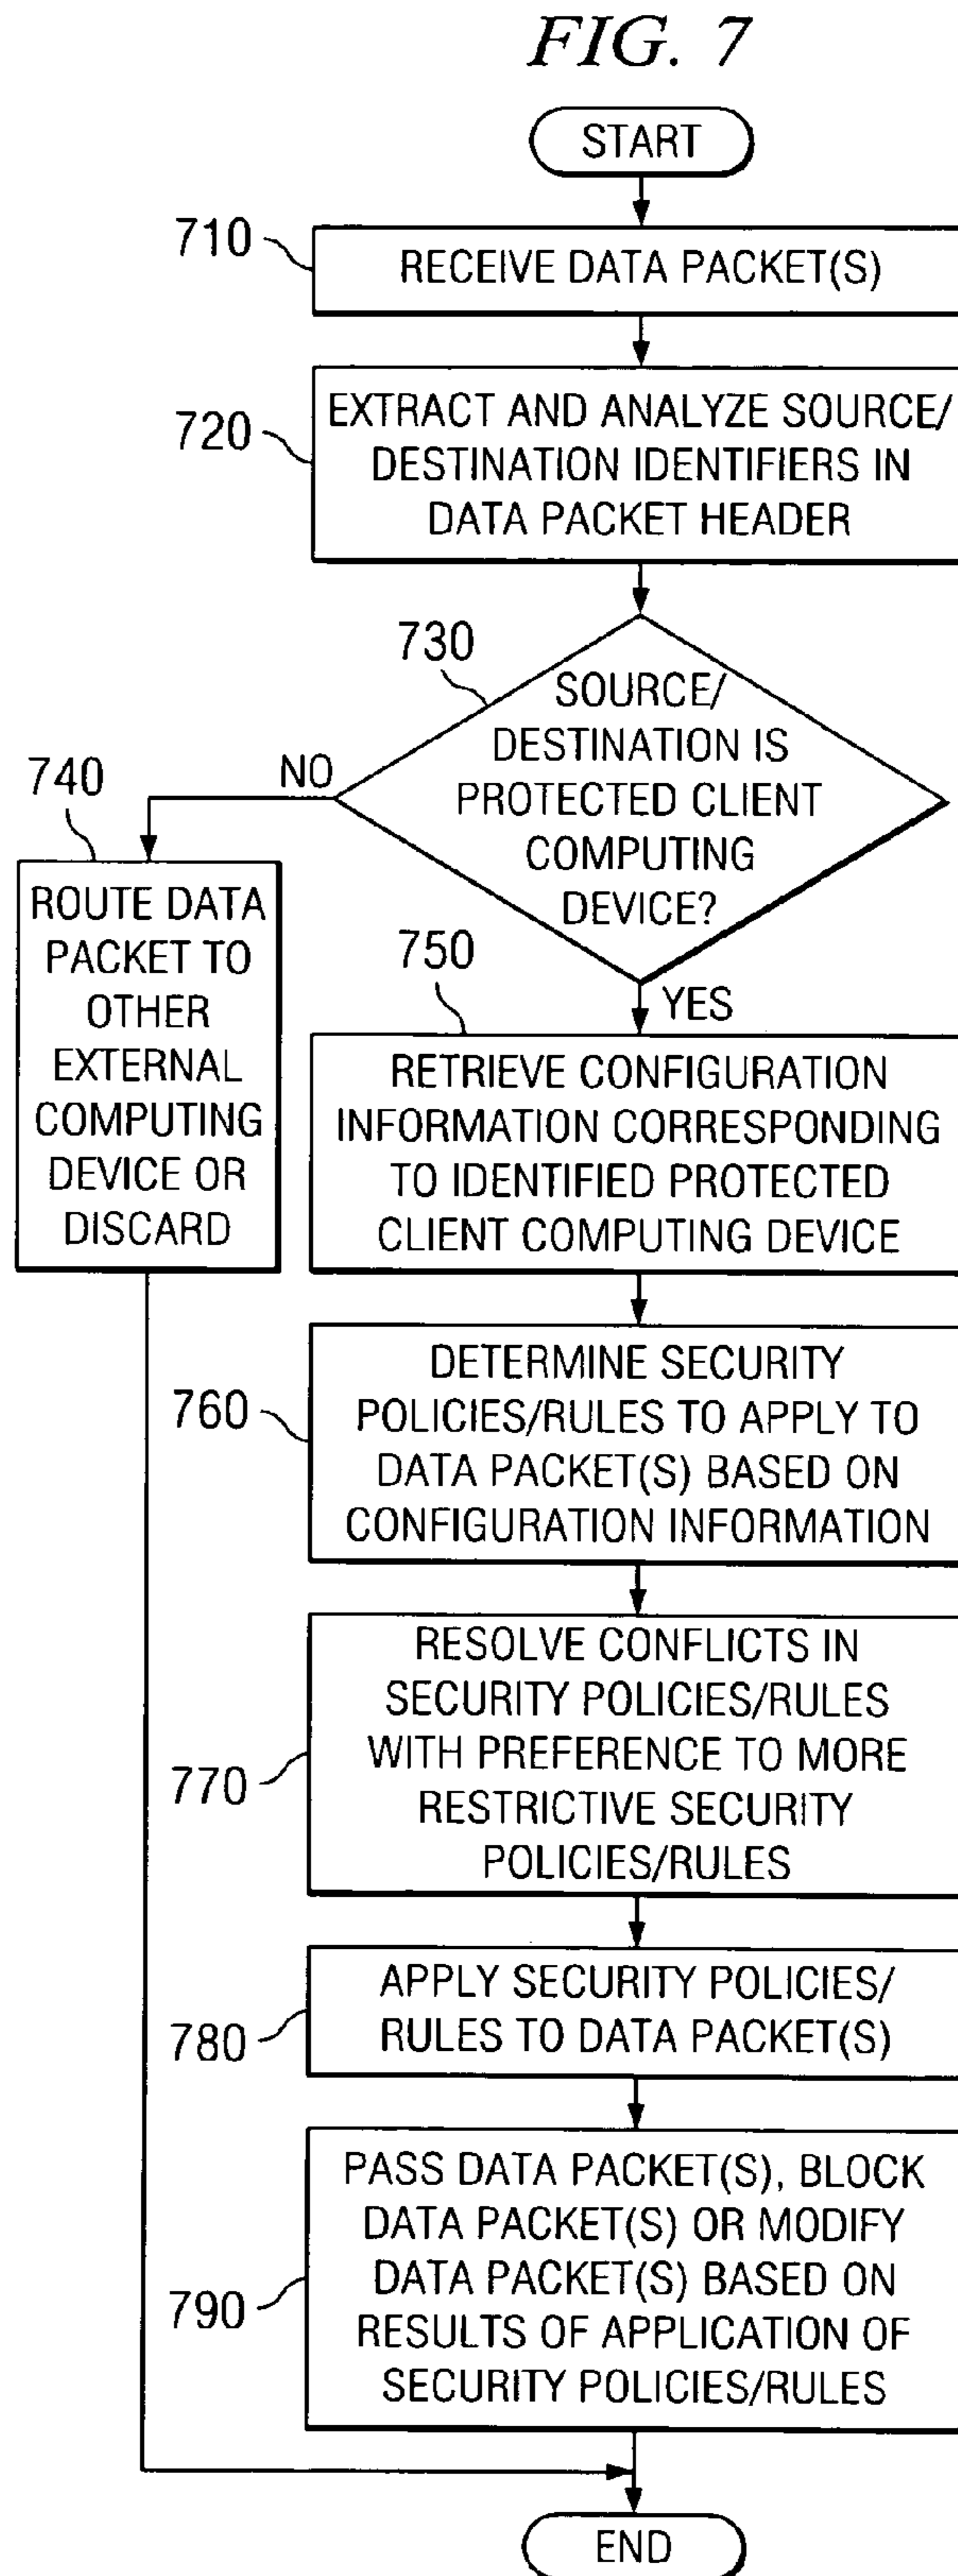 FIG. 7
START
710
RECEIVE DATA PACKET(S)
720
EXTRACT AND ANALYZE SOURCE/
DESTINATION IDENTIFIERS IN
DATA PACKET HEADER
730
SOURCE/
DESTINATION IS
PROTECTED CLIENT
COMPUTING
DEVICE?
NO
740
ROUTE DATA
PACKET TO
OTHER
EXTERNAL
COMPUTING
DEVICE OR
DISCARD
YES
750
RETRIEVE CONFIGURATION
INFORMATION CORRESPONDING
TO IDENTIFIED PROTECTED
CLIENT COMPUTING DEVICE
760
DETERMINE SECURITY
POLICIES/RULES TO APPLY TO
DATA PACKET(S) BASED ON
CONFIGURATION INFORMATION
770
RESOLVE CONFLICTS IN
SECURITY POLICIES/RULES
WITH PREFERENCE TO MORE
RESTRICTIVE SECURITY
POLICIES/RULES
780
APPLY SECURITY POLICIES/
RULES TO DATA PACKET(S)
790
PASS DATA PACKET(S), BLOCK
DATA PACKET(S) OR MODIFY
DATA PACKET(S) BASED ON
RESULTS OF APPLICATION OF
SECURITY POLICIES/RULES
END